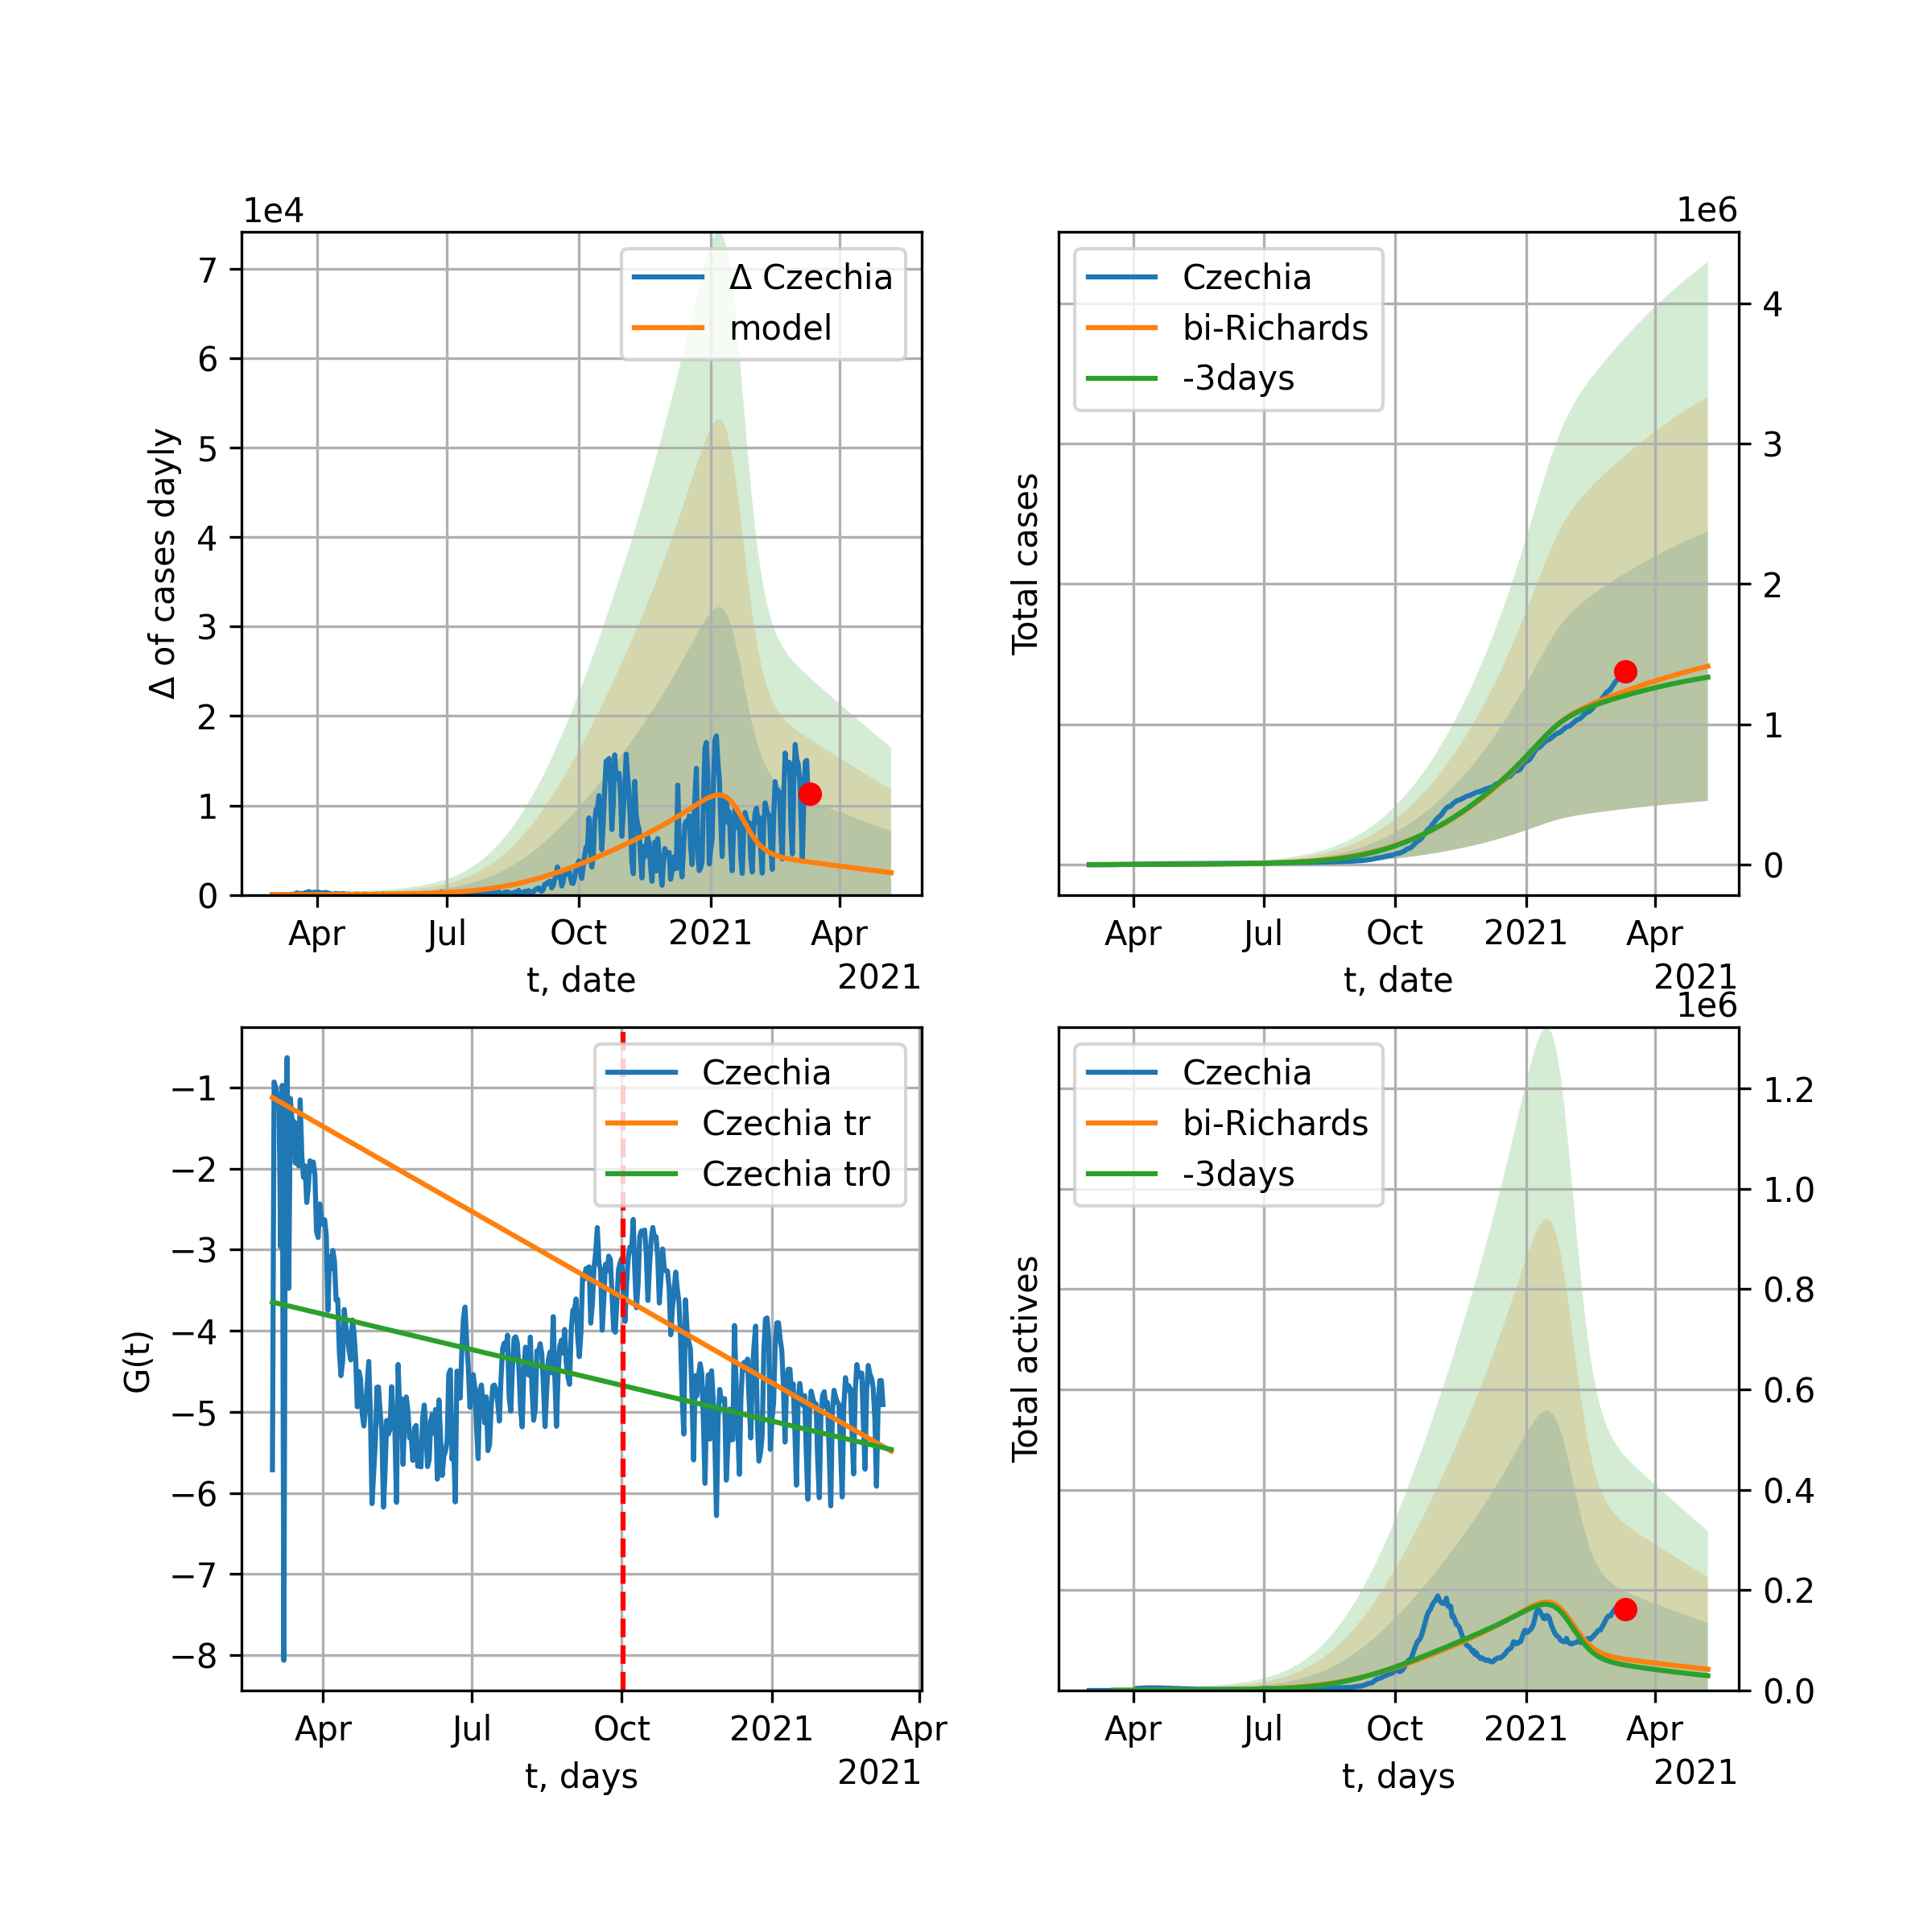 1e4
Δ of cases dayly
7
6
5
4
3
2
1
0
Δ Czechia
model
Apr
Jul
Oct
2021
Apr
t, date
2021
1e6
Total cases
Czechia
bi-Richards
-3days
4
3
2
1
0
Apr
Jul
Oct
2021
Apr
t, date
2021
G(t)
−1
−2
−3
−4
−5
−6
−7
−8
Czechia
Czechia tr
Czechia tr0
Apr
Jul
Oct
2021
Apr
t, days
2021
1e6
Total actives
Czechia
bi-Richards
-3days
1.2
1.0
0.8
0.6
0.4
0.2
0.0
Apr
Jul
Oct
2021
Apr
t, days
2021